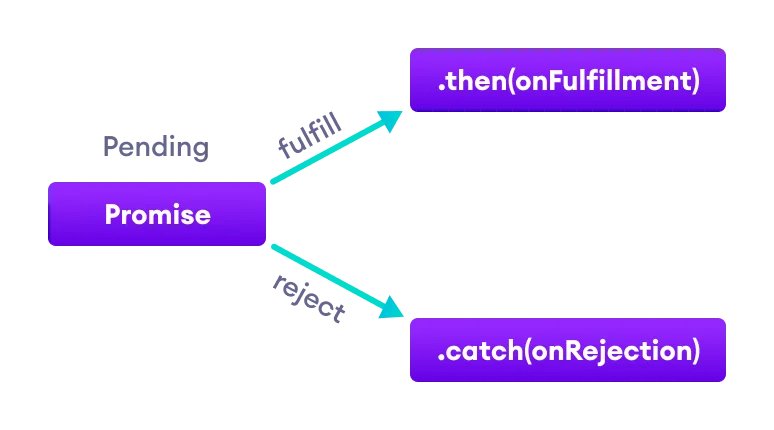 .then(onFulfillment)
fulfill
Pending
Promise
reject
.catch(onRejection)